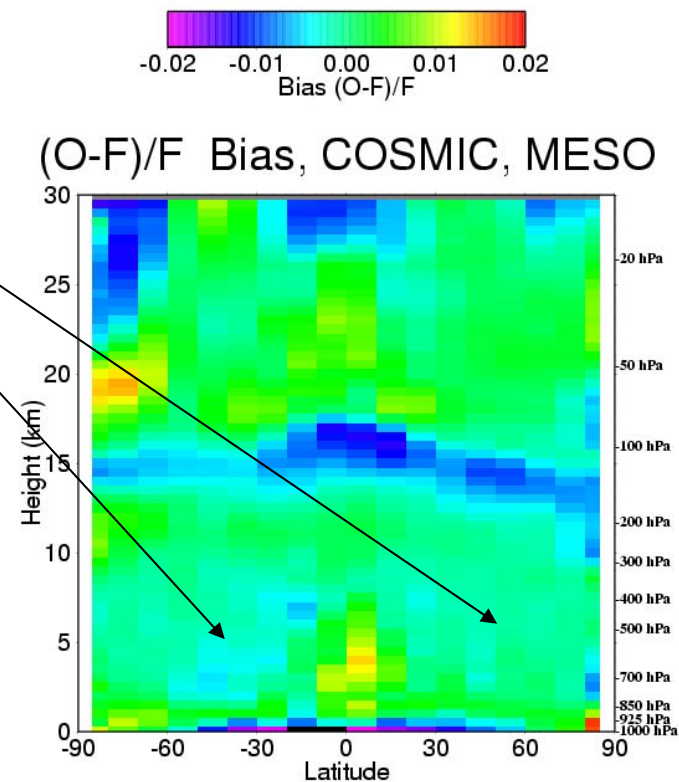 -0.02 -0.01 0.00 0.01 0.02
Bias (O-F)/F
(O-F)/F Bias, COSMIC, MESO
30
25
20
15
10
5
0
Height (km)
20 hPa
50 hPa
100 hPa
200 hPa
300 hPa
400 hPa
500 hPa
700 hPa
850 hPa
925 hPa
1000 hPa
-90 -60 -30 0 30 60 90
Latitude